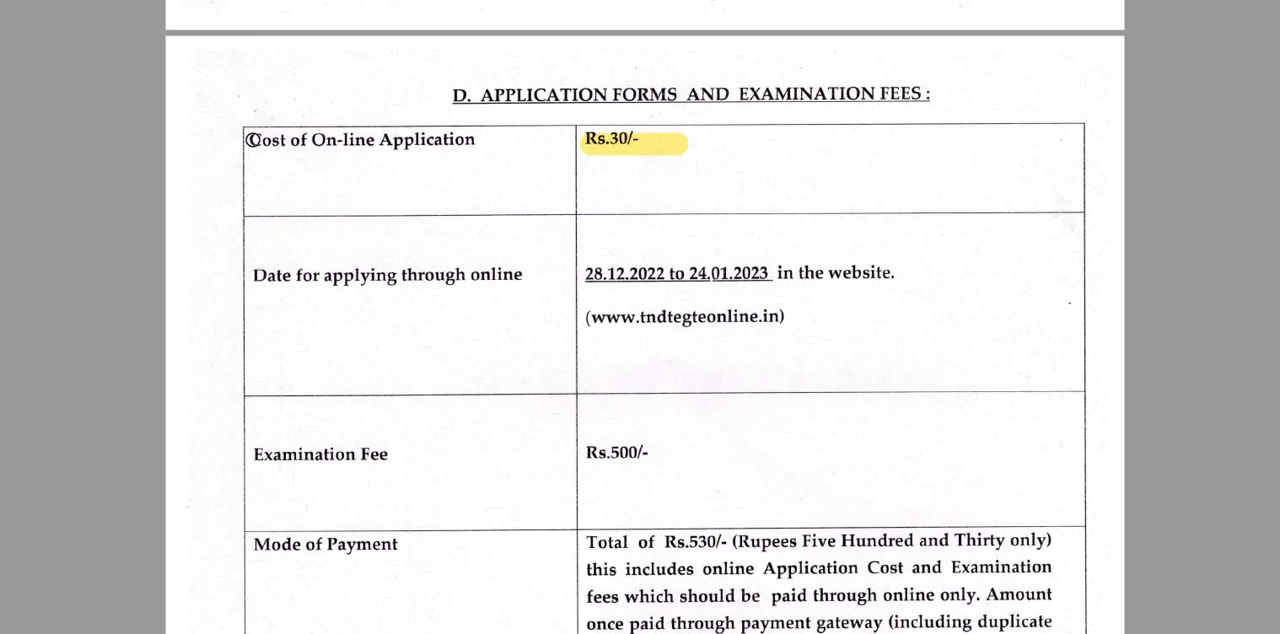 D. APPLICATION FORMS AND EXAMINATION FEES :
Cost of On-line Application
Rs.30/-
Date for applying through online
28.12.2022 to 24.01.2023 in the website.
(www.tndtegteonline.in)
Examination Fee
Rs.500/-
Mode of Payment
Total of Rs.530/- (Rupees Five Hundred and Thirty only)
this includes online Application Cost and Examination
fees which should be paid through online only. Amount
once paid through payment gateway (including duplicate